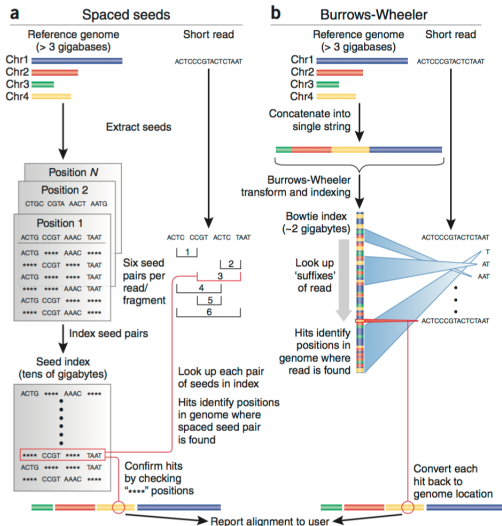 a Spaced seeds
Reference genome
(> 3 gigabases)
Short read
Chr1
Chr2
Chr3
Chr4
ACTCCCGTACTCTAAT
Extract seeds
Position N
Position 2
CTGC CGTA AACT AATG
Position 1
ACTG CCGT AAAC TAAT
ACTG **** AAAC ****
**** CCGT **** TAAT
ACTG **** **** TAAT
**** CCGT AAAC ****
ACTG CCGT **** ****
**** **** AAAC TAAT
Six seed
pairs per
read/
fragment
ACTC CCGT ACTC TAAT
1
2
3
4
5
6
Index seed pairs
Seed index
(tens of gigabytes)
ACTG **** AAAC ****
**** CCGT **** TAAT
ACTG **** **** TAAT
**** CCGT AAAC ****
Look up each pair
of seeds in index
Hits identify positions
in genome where
spaced seed pair
is found
Confirm hits
by checking
"****" positions
b Burrows-Wheeler
Reference genome
(> 3 gigabases)
Short read
Chr1
Chr2
Chr3
Chr4
ACTCCCGTACTCTAAT
Concatenate into
single string
Burrows-Wheeler
transform and indexing
Bowtie index
(~2 gigabytes)
Look up
'suffixes'
of read
ACTCCCGTACTCTAAT
T
AT
AAT
ACTCCCGTACTCTAAT
Hits identify
positions in
genome where
read is found
Convert each
hit back to
genome location
Report alignment to user